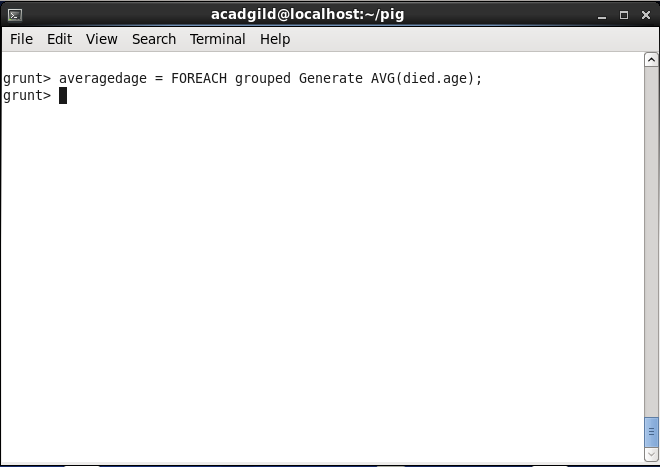 acadgild@localhost:~/pig
File Edit View Search Terminal Help
grunt> averagedage = FOREACH grouped Generate AVG(died.age);
grunt>